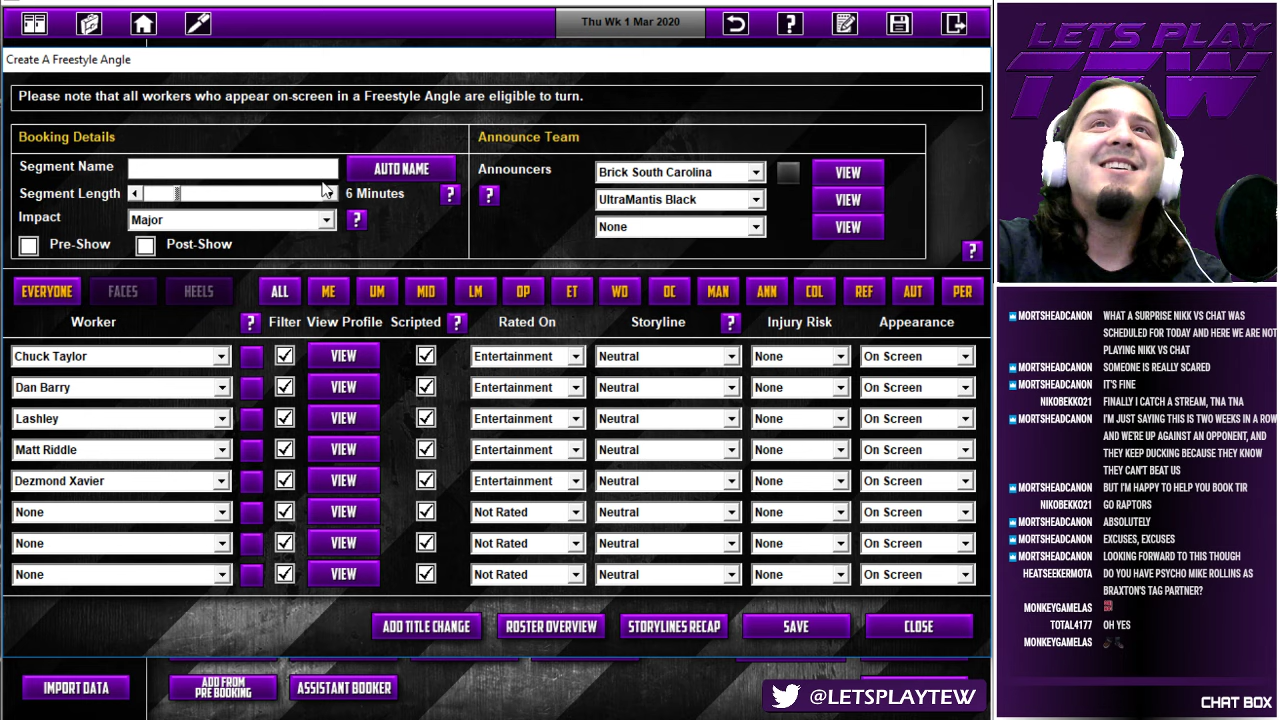 Thu Wk 1 Mar 2020
?
LETS PLAY
TEW
Create A Freestyle Angle
Please note that all workers who appear on-screen in a Freestyle Angle are eligible to turn.
Booking Details
Announce Team
Segment Name AUTO NAME
Announcers Brick South Carolina VIEW
Segment Length 6 Minutes ?
? UltraMantis Black VIEW
Impact Major ?
None VIEW
Pre-Show Post-Show
?
EVERYONE FACES HEELS ALL ME UM MID LM OP ET WD OC MAN ANN COL REF AUT PER
Worker ? Filter View Profile Scripted ? Rated On Storyline ? Injury Risk Appearance
Chuck Taylor VIEW Entertainment Neutral None On Screen
Dan Barry VIEW Entertainment Neutral None On Screen
Lashley VIEW Entertainment Neutral None On Screen
Matt Riddle VIEW Entertainment Neutral None On Screen
Dezmond Xavier VIEW Entertainment Neutral None On Screen
None VIEW Not Rated Neutral None On Screen
None VIEW Not Rated Neutral None On Screen
None VIEW Not Rated Neutral None On Screen
ADD TITLE CHANGE ROSTER OVERVIEW STORYLINES RECAP SAVE CLOSE
IMPORT DATA
ADD FROM
PRE BOOKING
ASSISTANT BOOKER
@LETSPLAYTEW
MORTSHEADCANON WHAT A SURPRISE NIKK VS CHAT WAS
SCHEDULED FOR TODAY AND HERE WE ARE NOT
PLAYING NIKK VS CHAT
MORTSHEADCANON SOMEONE IS REALLY SCARED
MORTSHEADCANON IT'S FINE
NIKOBEKKO21 FINALLY I CATCH A STREAM, TNA TNA
MORTSHEADCANON I'M JUST SAYING THIS IS TWO WEEKS IN A ROW
AND WE'RE UP AGAINST AN OPPONENT, AND
THEY KEEP DUCKING BECAUSE THEY KNOW
THEY CAN'T BEAT US
MORTSHEADCANON BUT I'M HAPPY TO HELP YOU BOOK TIR
NIKOBEKKO21 GO RAPTORS
MORTSHEADCANON ABSOLUTELY
MORTSHEADCANON EXCUSES, EXCUSES
MORTSHEADCANON LOOKING FORWARD TO THIS THOUGH
HEATSEEKERMOTA DO YOU HAVE PSYCHO MIKE ROLLINS AS
BRAXTON'S TAG PARTNER?
MONKEYGAMELAS
TOTAL4177 OH YES
MONKEYGAMELAS
CHAT BOX